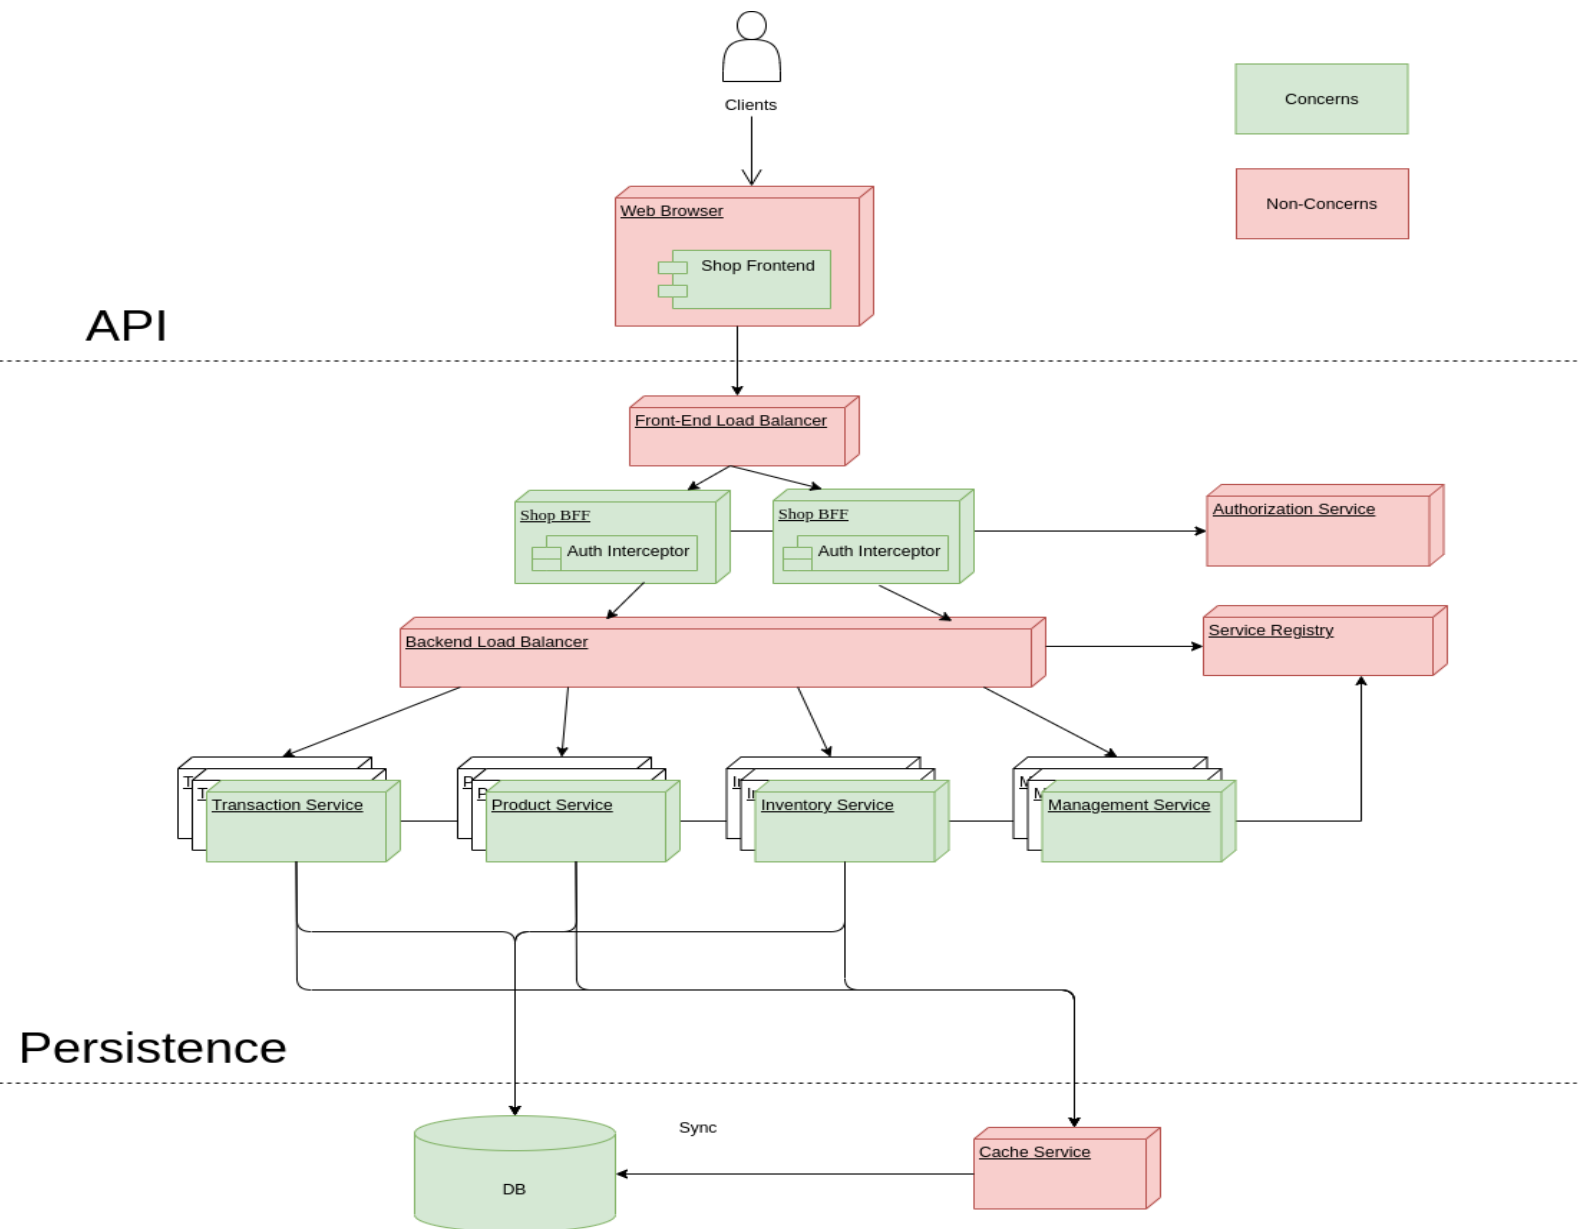 Clients
Concerns
Non-Concerns
Web Browser
Shop Frontend
API
Front-End Load Balancer
Shop BFF
Auth Interceptor
Shop BFF
Auth Interceptor
Authorization Service
Backend Load Balancer
Service Registry
T
T
Transaction Service
P
P
Product Service
In
In
Inventory Service
M
M
Management Service
Persistence
Sync
DB
Cache Service